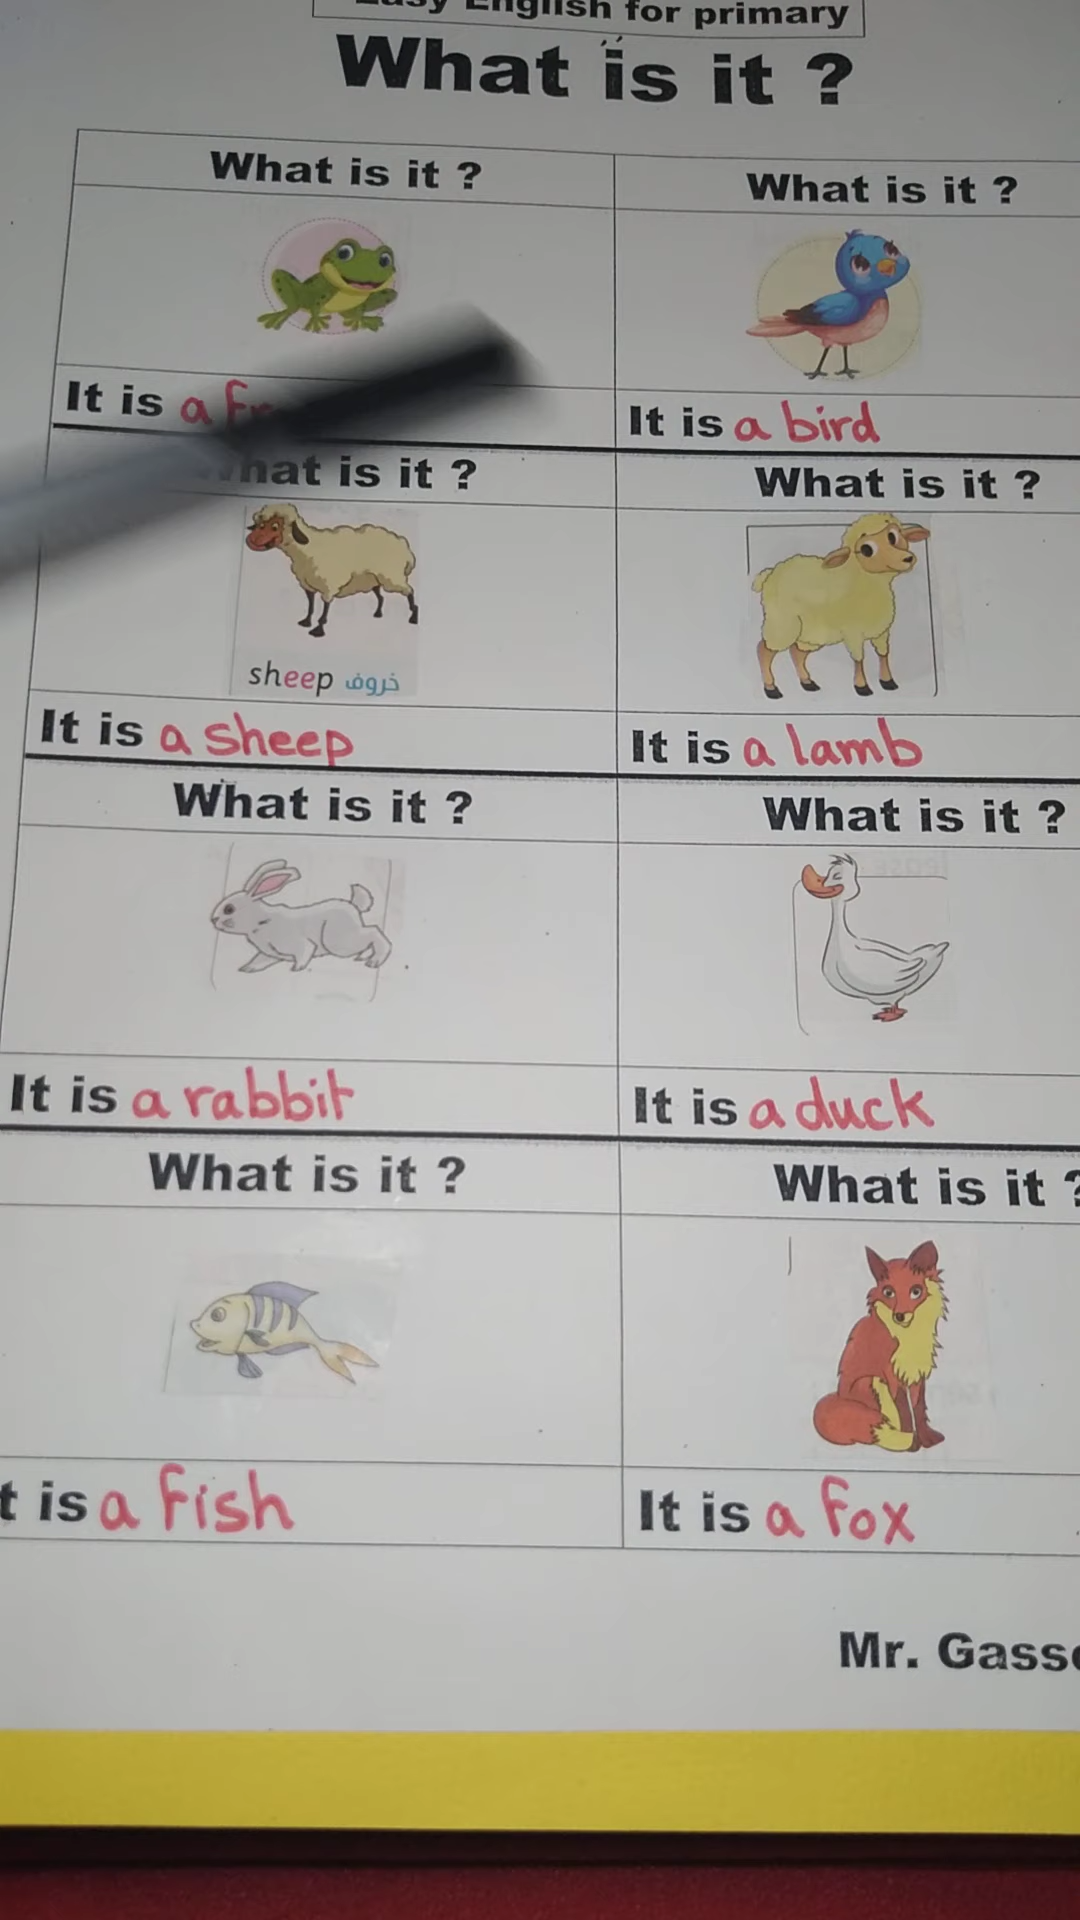 English for primary
What is it ?
What is it ?
What is it ?
It is a
It is a bird
is it ?
What is it ?
sheep خروف
It is a sheep
It is a lamb
What is it ?
What is it ?
It is a rabbit
It is a duck
What is it ?
What is it ?
is a fish
It is a fox
Mr.